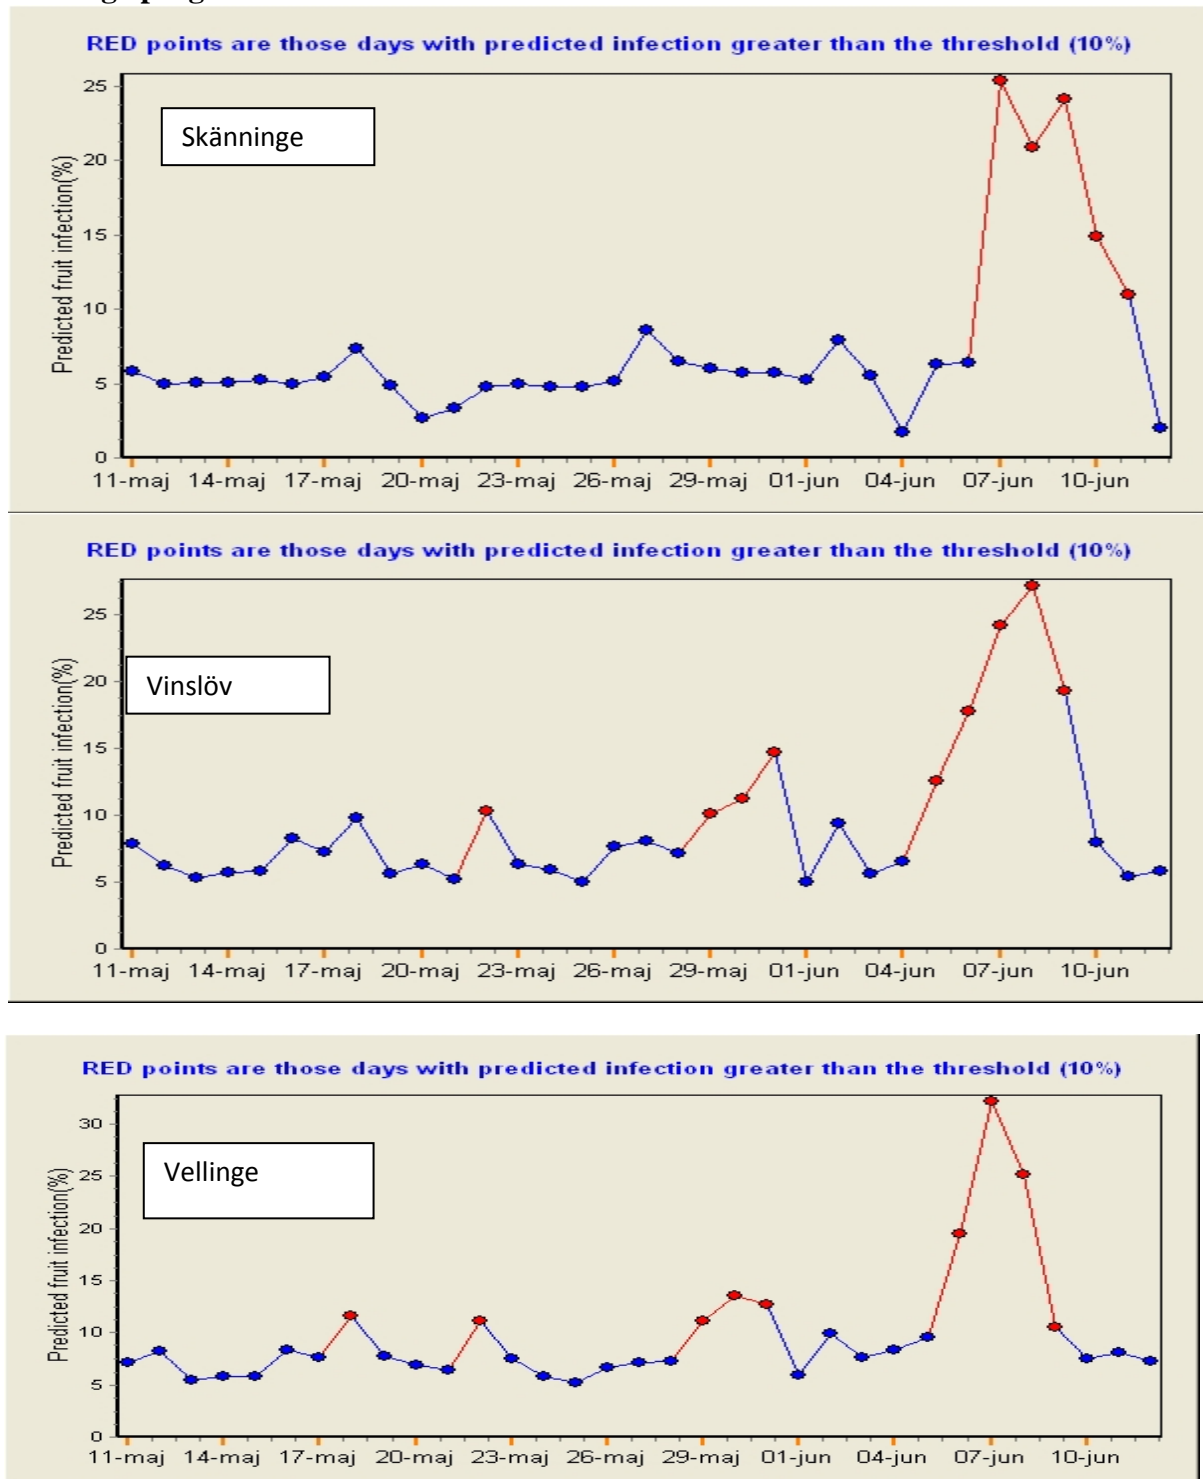 RED points are those days with predicted infection greater than the threshold (10%)
Skänninge
Predicted fruit infection(%)
25
20
15
10
5
0
11-maj 14-maj 17-maj 20-maj 23-maj 26-maj 29-maj 01-jun 04-jun 07-jun 10-jun
RED points are those days with predicted infection greater than the threshold (10%)
Vinslöv
Predicted fruit infection(%)
25
20
15
10
5
0
11-maj 14-maj 17-maj 20-maj 23-maj 26-maj 29-maj 01-jun 04-jun 07-jun 10-jun
RED points are those days with predicted infection greater than the threshold (10%)
Vellinge
Predicted fruit infection(%)
30
25
20
15
10
5
0
11-maj 14-maj 17-maj 20-maj 23-maj 26-maj 29-maj 01-jun 04-jun 07-jun 10-jun